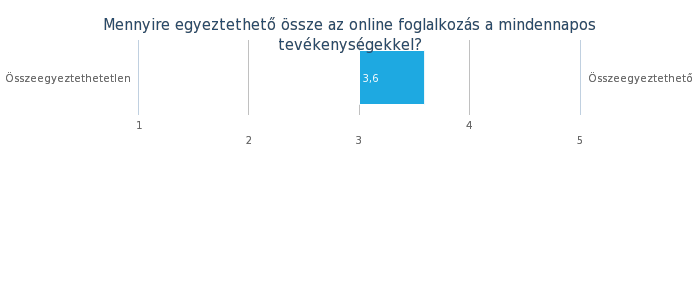 Mennyire egyeztethető össze az online foglalkozás a mindennapos
tevékenységekkel?
Összeegyeztethetetlen
3,6
Összeegyeztethető
1
2
3
4
5